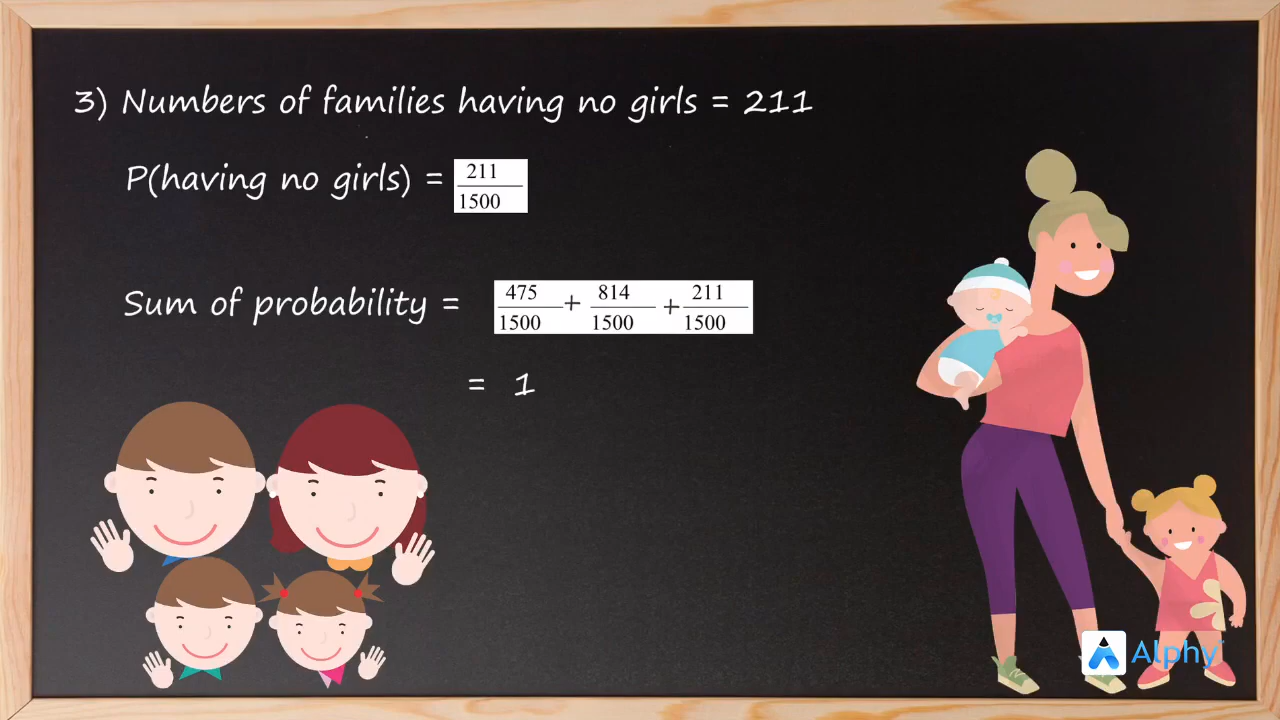 3) Numbers of families having no girls = 211
P(having no girls) = 211/1500
Sum of probability = 475/1500 + 814/1500 + 211/1500
= 1
Alphy